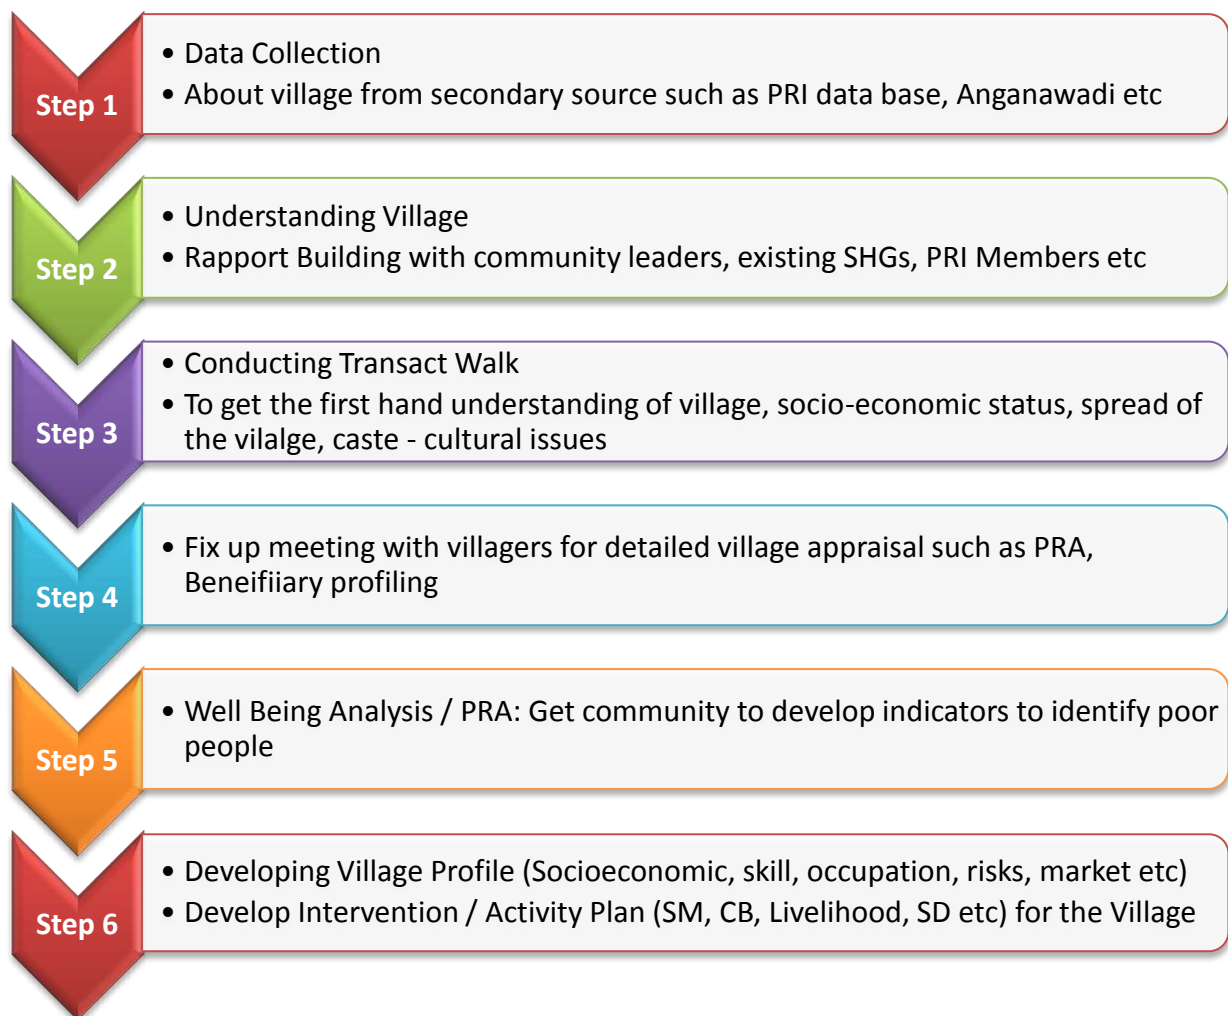 Step 1
• Data Collection
• About village from secondary source such as PRI data base, Anganawadi etc
Step 2
• Understanding Village
• Rapport Building with community leaders, existing SHGs, PRI Members etc
Step 3
• Conducting Transact Walk
• To get the first hand understanding of village, socio-economic status, spread of
the vilalge, caste - cultural issues
Step 4
• Fix up meeting with villagers for detailed village appraisal such as PRA,
Beneifiiary profiling
Step 5
• Well Being Analysis / PRA: Get community to develop indicators to identify poor
people
Step 6
• Developing Village Profile (Socioeconomic, skill, occupation, risks, market etc)
• Develop Intervention / Activity Plan (SM, CB, Livelihood, SD etc) for the Village